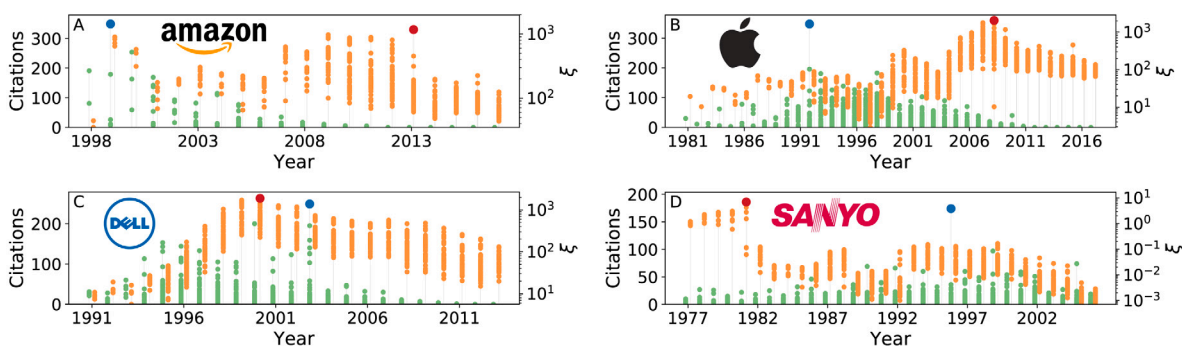 A
amazon
Citations
300
200
100
0
10³
10²
ξ
1998
2003
2008
2013
Year
B
Citations
300
200
100
0
10³
10²
10¹
ξ
1981
1986
1991
1996
2001
2006
2011
2016
Year
C
DELL
Citations
200
100
0
10³
10²
10¹
ξ
1991
1996
2001
2006
2011
Year
D
SANYO
Citations
200
150
100
50
0
10¹
10⁰
10⁻¹
10⁻²
10⁻³
ξ
1977
1982
1987
1992
1997
2002
Year